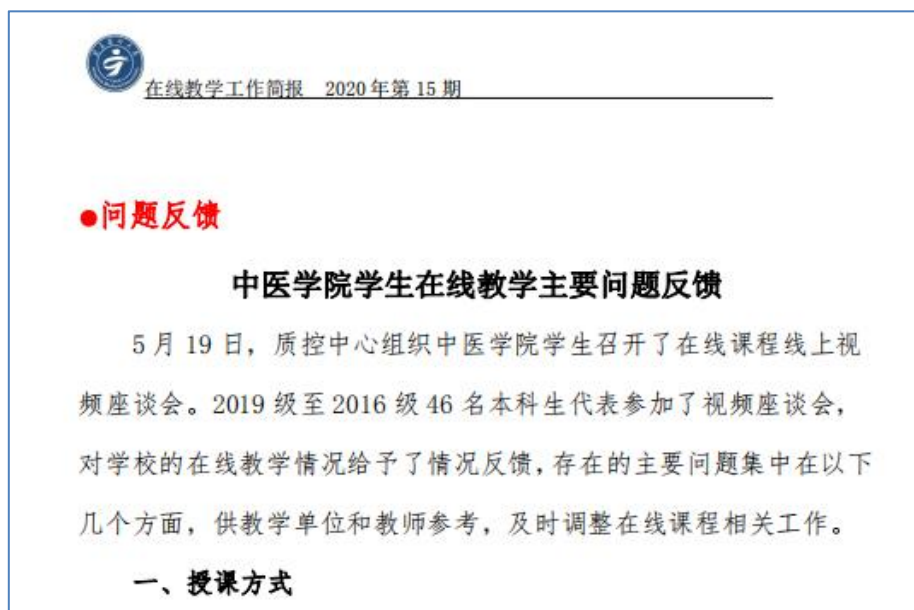 在线教学工作简报 2020年第15期
●问题反馈
中医学院学生在线教学主要问题反馈
5月19日，质控中心组织中医学院学生召开了在线课程线上视
频座谈会。2019级至2016级46名本科生代表参加了视频座谈会，
对学校的在线教学情况给予了情况反馈，存在的主要问题集中在以下
几个方面，供教学单位和教师参考，及时调整在线课程相关工作。
一、授课方式